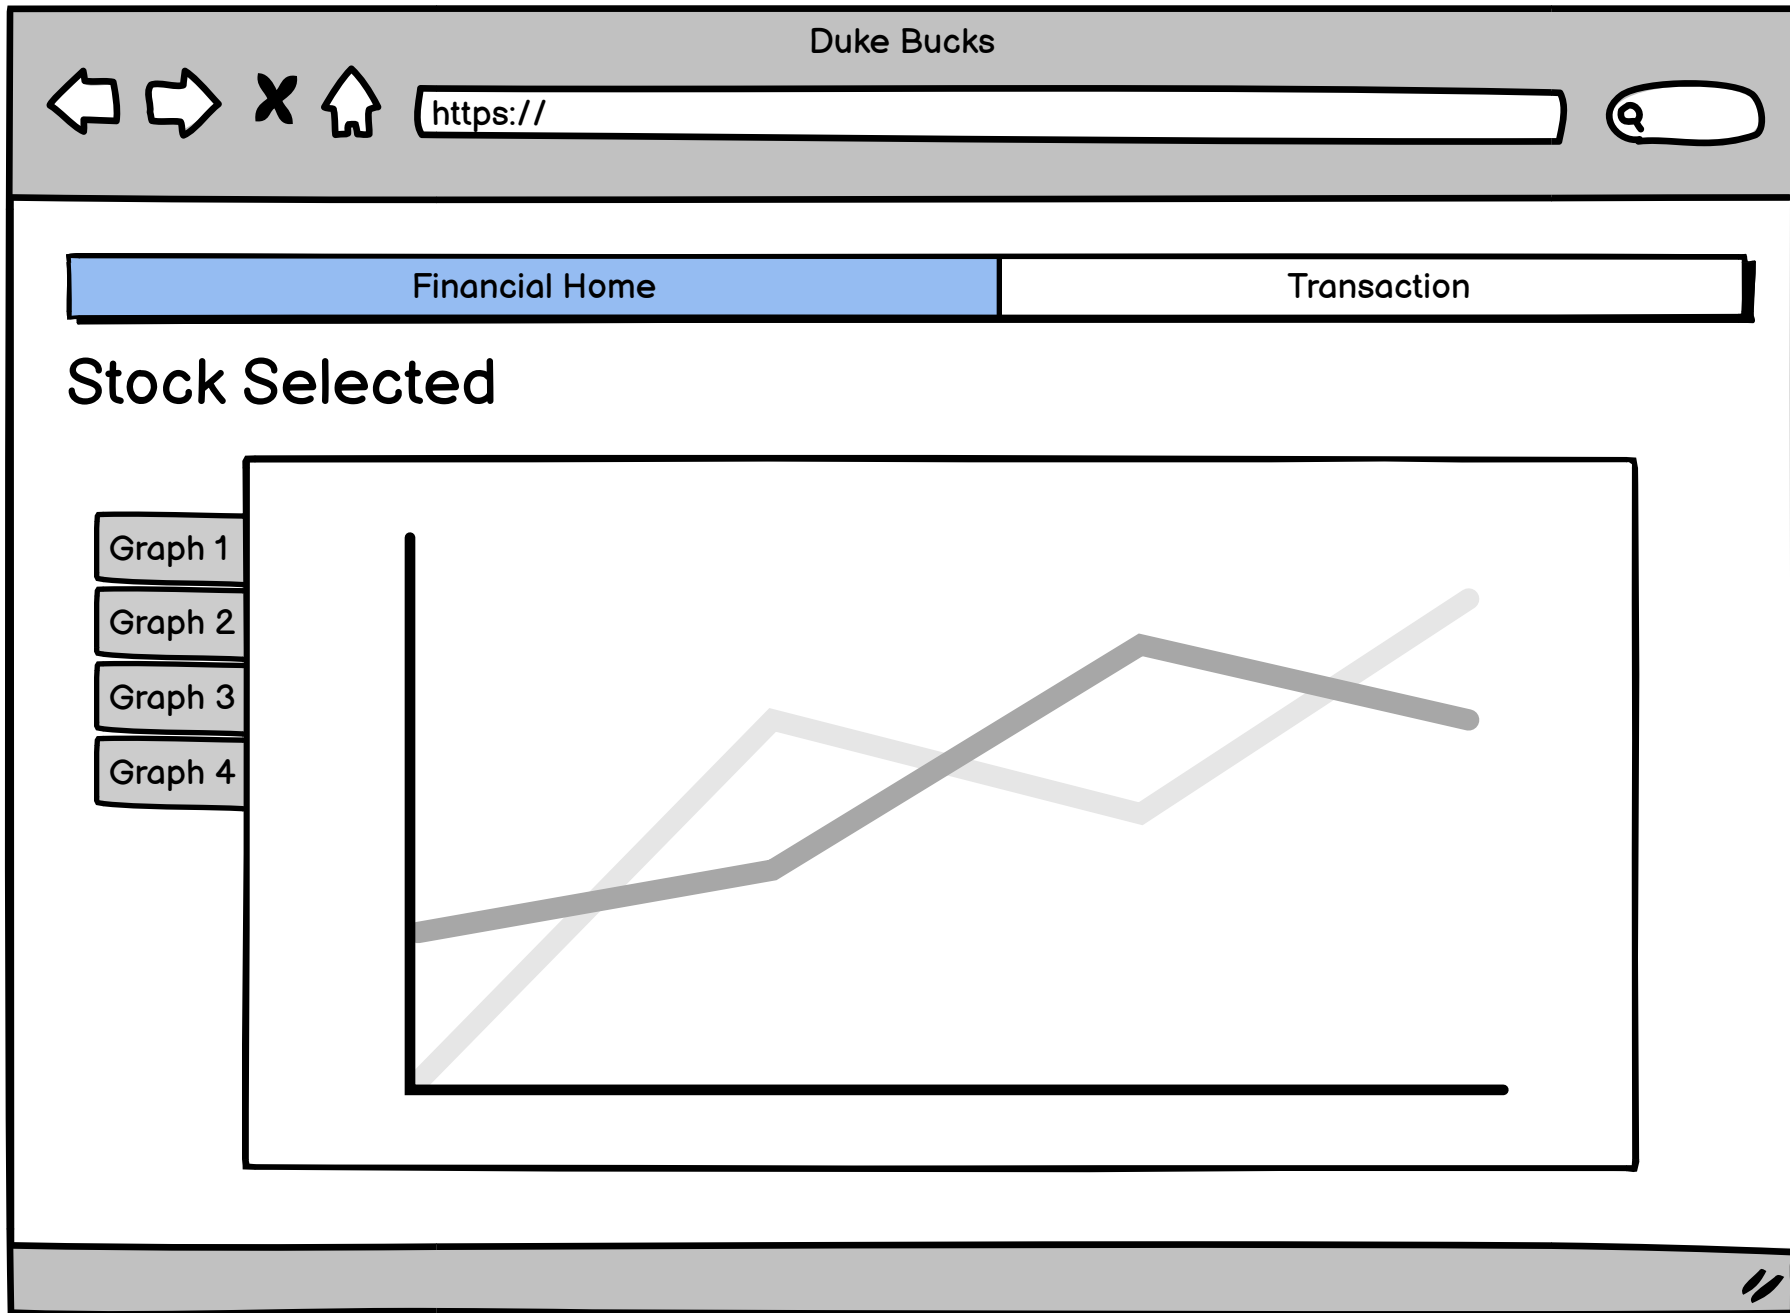 Duke Bucks
https://
Financial Home
Transaction
Stock Selected
Graph 1
Graph 2
Graph 3
Graph 4